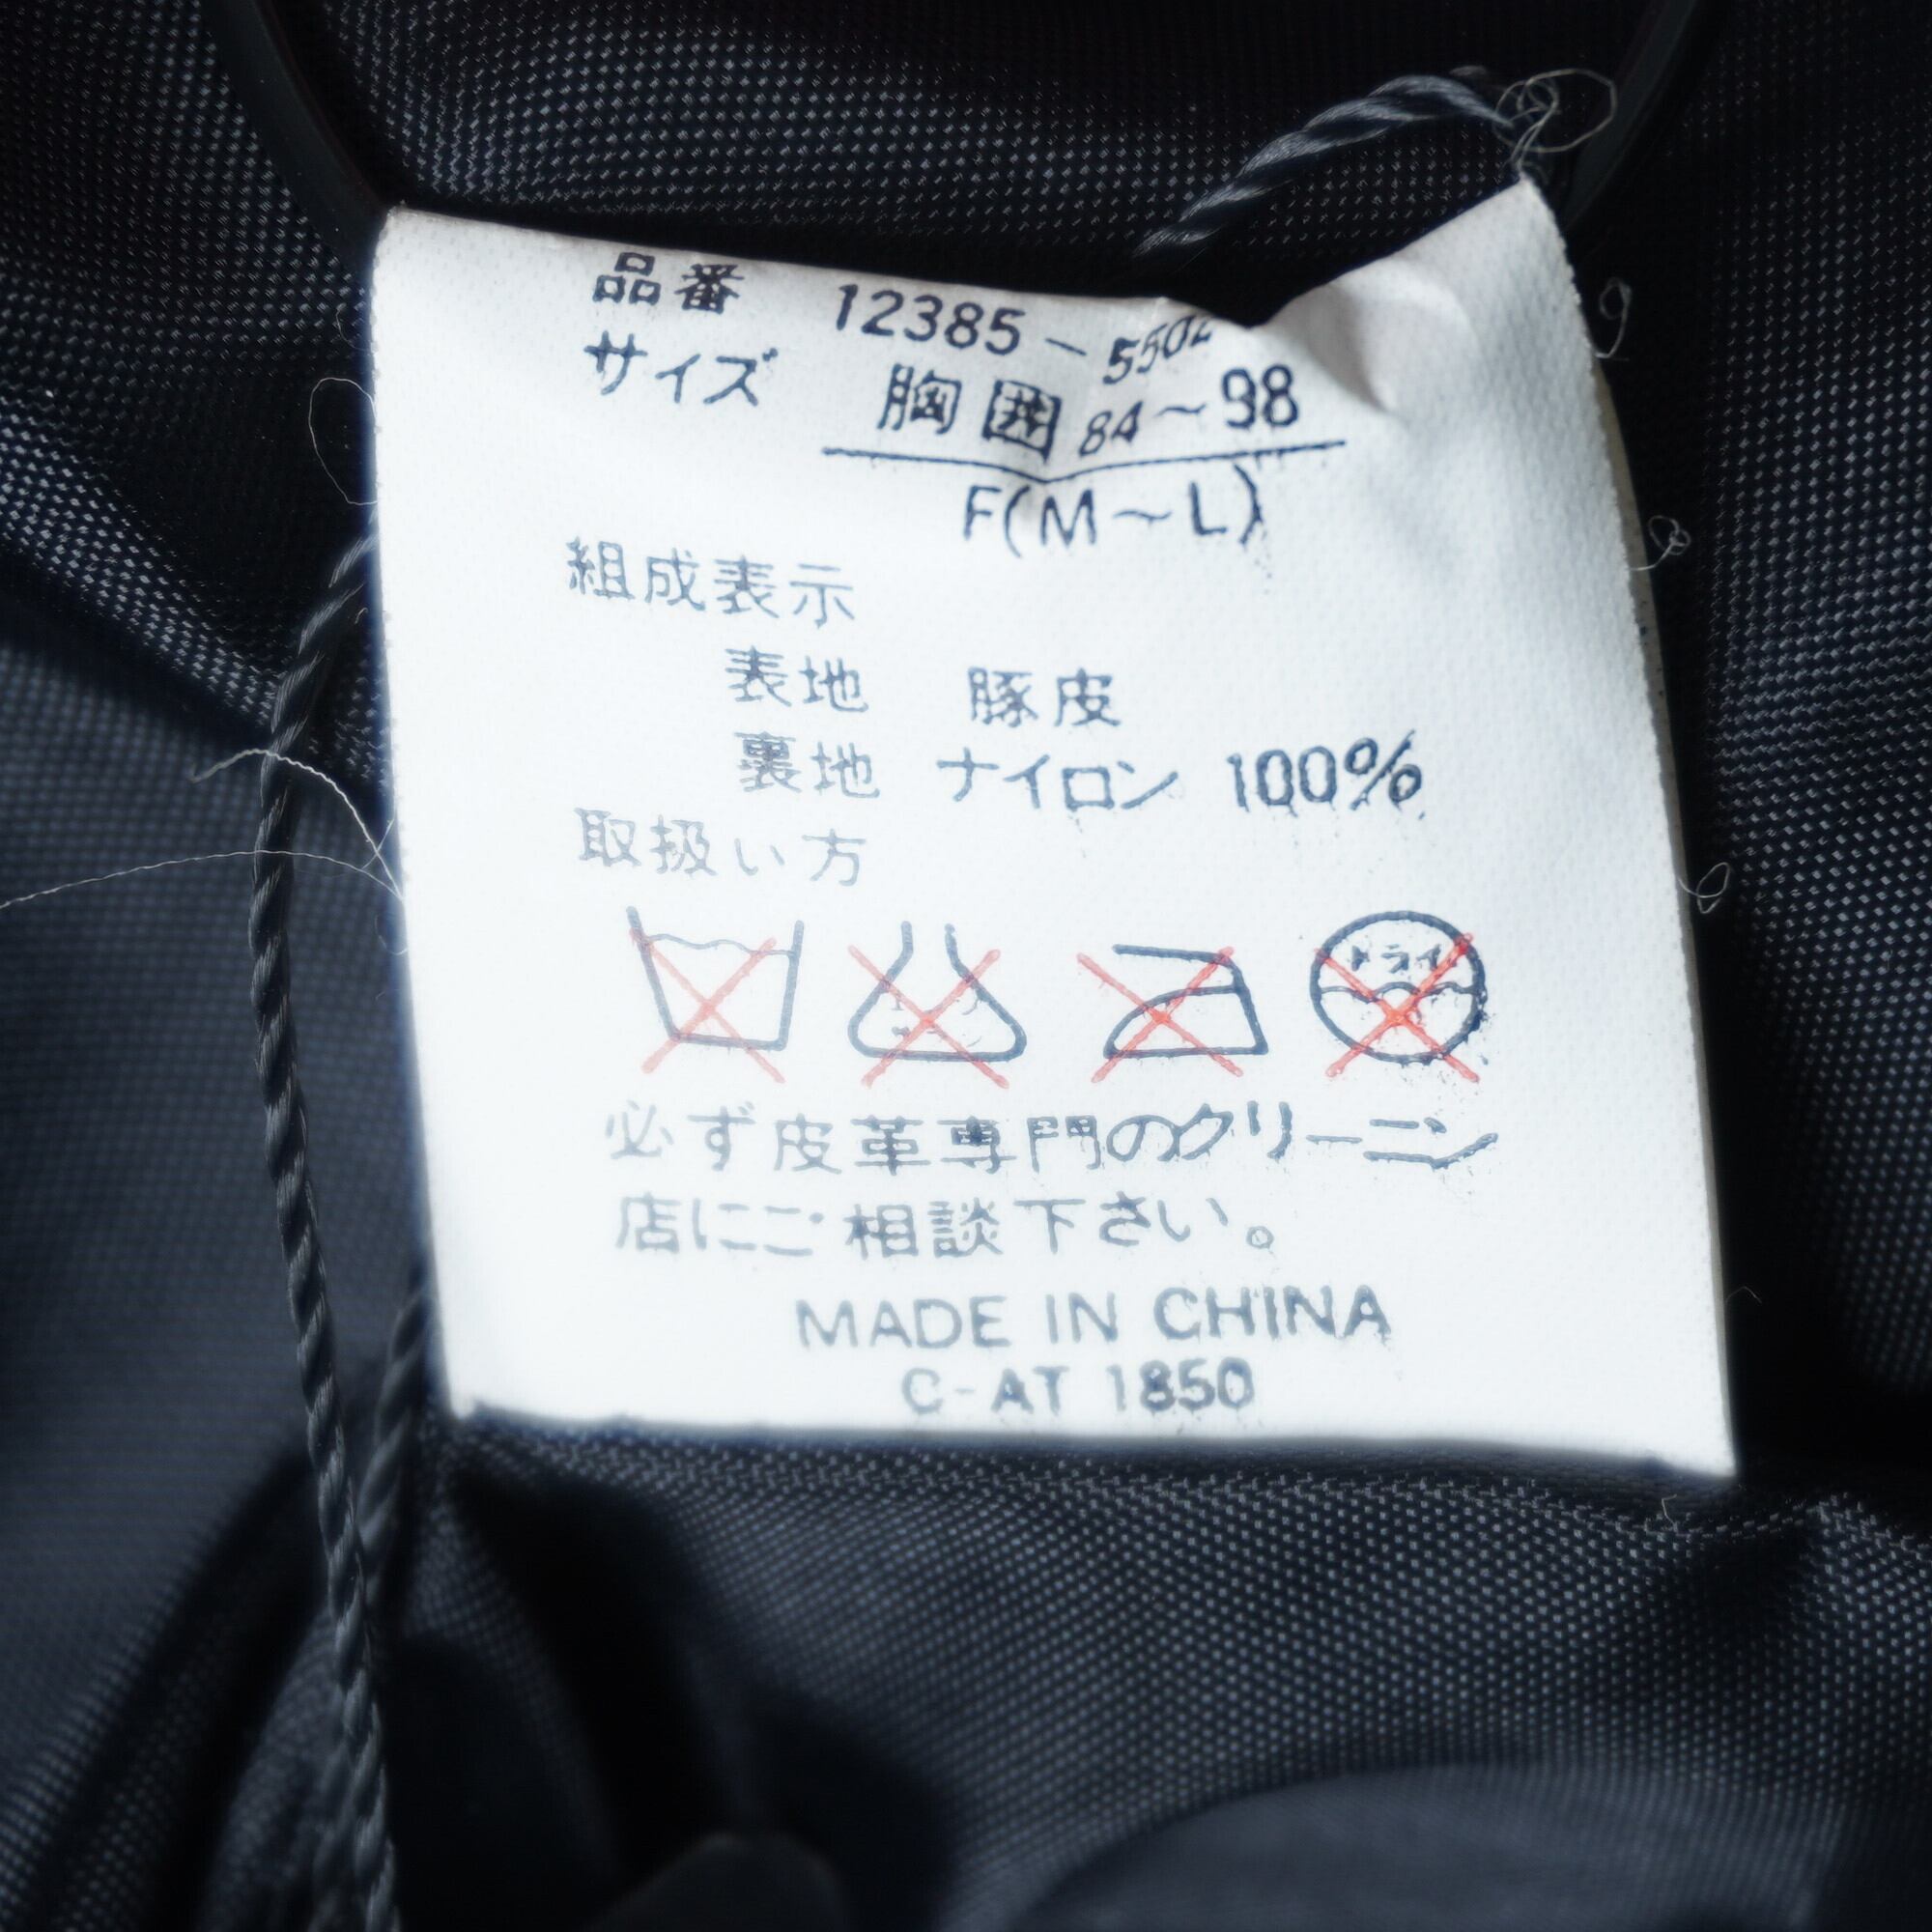 品番 12385-5502
サイズ 胸囲 84~98
F(M~L)
組成表示
表地 豚皮
裏地 ナイロン 100%
取扱い方
ドライ
必ず皮革専門のクリーニン
店にご相談下さい。
MADE IN CHINA
C-AT 1850